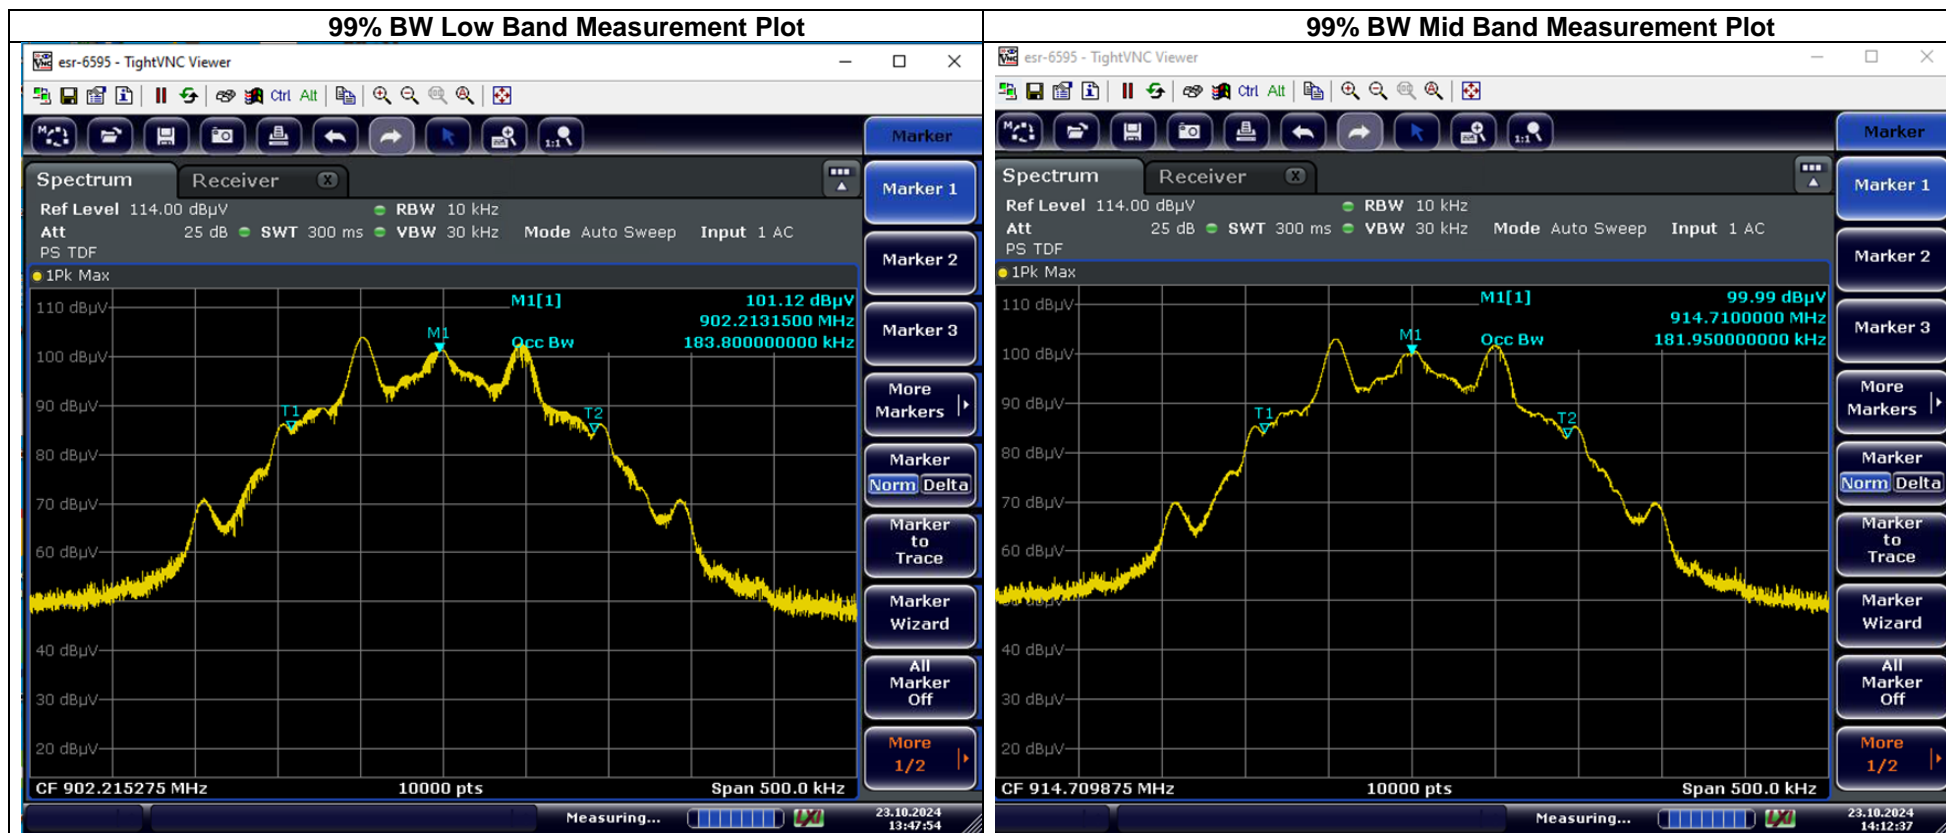 99% BW Low Band Measurement Plot
esr-6595 - TightVNC Viewer
Ctrl Alt
Marker
Spectrum Receiver
Ref Level 114.00 dBµV RBW 10 kHz
Att 25 dB SWT 300 ms VBW 30 kHz Mode Auto Sweep Input 1 AC
PS TDF
1Pk Max
110 dBµV
M1[1] 101.12 dBµV
902.2131500 MHz
Occ Bw 183.800000000 kHz
M1
100 dBµV
90 dBµV
T1
T2
80 dBµV
70 dBµV
60 dBµV
40 dBµV
30 dBµV
20 dBµV
CF 902.215275 MHz 10000 pts Span 500.0 kHz
Marker 1
Marker 2
Marker 3
More
Markers
Marker
Norm Delta
Marker
to
Trace
Marker
Wizard
All
Marker
Off
More
1/2
Measuring...
LXI
23.10.2024
13:47:54
99% BW Mid Band Measurement Plot
esr-6595 - TightVNC Viewer
Ctrl Alt
Marker
Spectrum Receiver
Ref Level 114.00 dBµV RBW 10 kHz
Att 25 dB SWT 300 ms VBW 30 kHz Mode Auto Sweep Input 1 AC
PS TDF
1Pk Max
110 dBµV
M1[1] 99.99 dBµV
914.7100000 MHz
Occ Bw 181.950000000 kHz
M1
100 dBµV
90 dBµV
T1
T2
80 dBµV
70 dBµV
60 dBµV
50 dBµV
40 dBµV
30 dBµV
20 dBµV
CF 914.709875 MHz 10000 pts Span 500.0 kHz
Marker 1
Marker 2
Marker 3
More
Markers
Marker
Norm Delta
Marker
to
Trace
Marker
Wizard
All
Marker
Off
More
1/2
Measuring...
LXI
23.10.2024
14:12:37